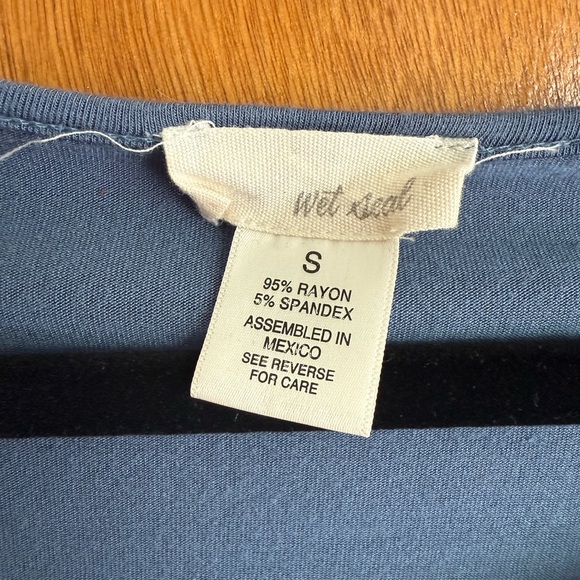 wet seal
S
95% RAYON
5% SPANDEX
ASSEMBLED IN
MEXICO
SEE REVERSE
FOR CARE